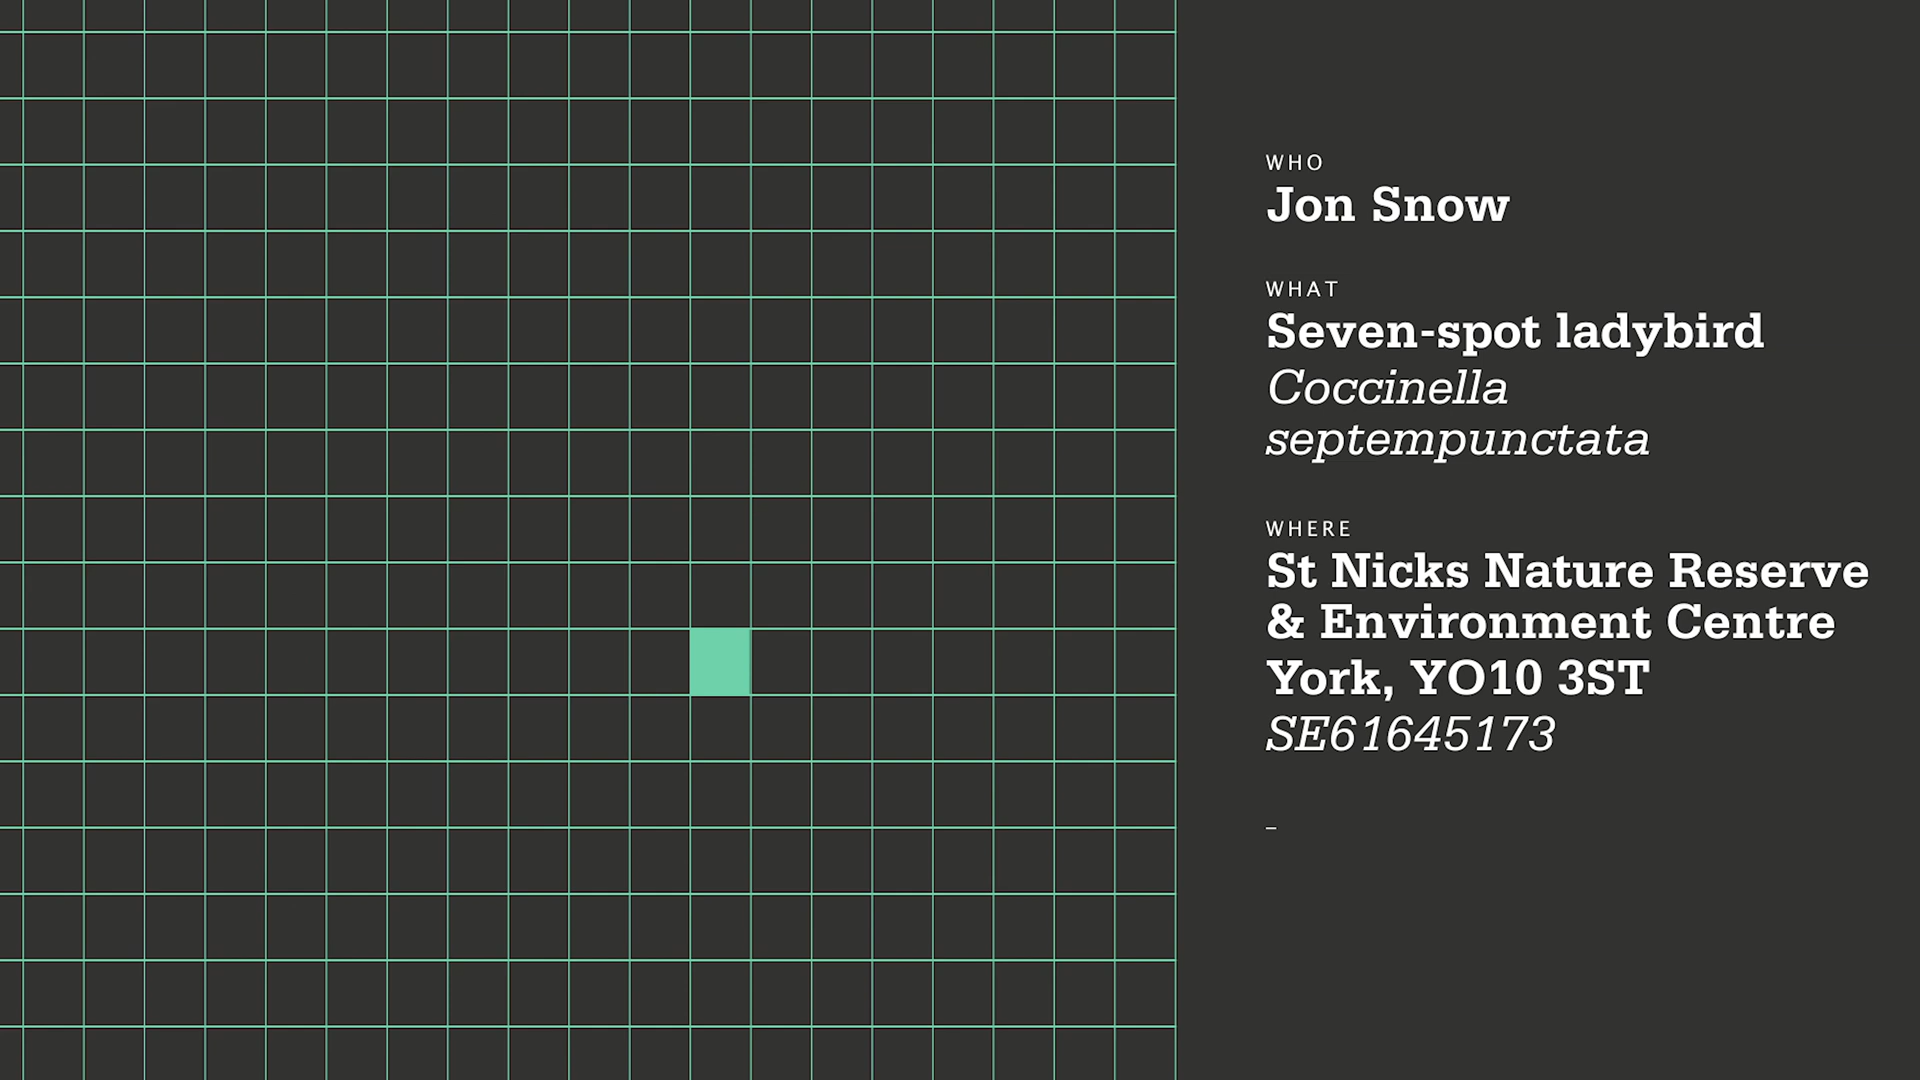 WHO
Jon Snow
WHAT
Seven-spot ladybird
Coccinella
septempunctata
WHERE
St Nicks Nature Reserve
& Environment Centre
York, YO10 3ST
SE61645173
–